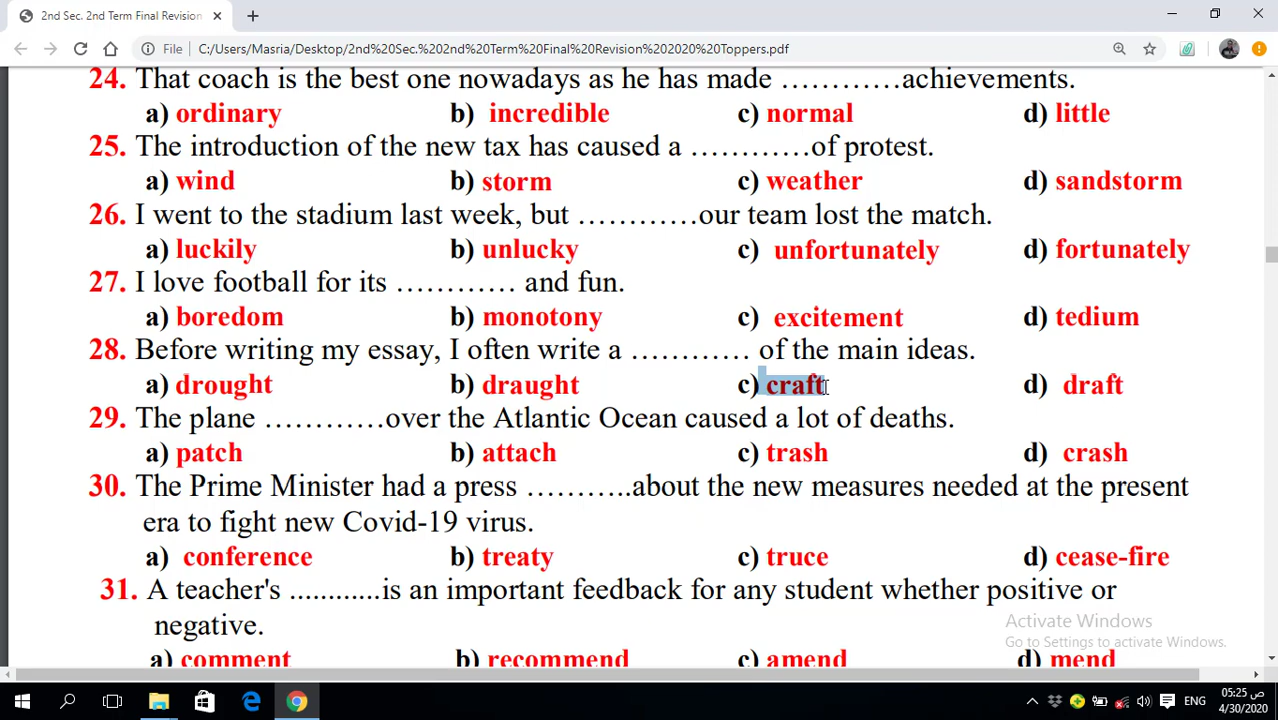 2nd Sec. 2nd Term Final Revision
File C:/Users/Masria/Desktop/2nd%20Sec.%202nd%20Term%20Final%20Revision%202020%20Toppers.pdf
24. That coach is the best one nowadays as he has made …………achievements.
a) ordinary b) incredible c) normal d) little
25. The introduction of the new tax has caused a …………of protest.
a) wind b) storm c) weather d) sandstorm
26. I went to the stadium last week, but …………our team lost the match.
a) luckily b) unlucky c) unfortunately d) fortunately
27. I love football for its ………… and fun.
a) boredom b) monotony c) excitement d) tedium
28. Before writing my essay, I often write a ………… of the main ideas.
a) drought b) draught c) craft d) draft
29. The plane …………over the Atlantic Ocean caused a lot of deaths.
a) patch b) attach c) trash d) crash
30. The Prime Minister had a press ………..about the new measures needed at the present
era to fight new Covid-19 virus.
a) conference b) treaty c) truce d) cease-fire
31. A teacher's ............is an important feedback for any student whether positive or
negative.
a) comment b) recommend c) amend d) mend
Activate Windows
Go to Settings to activate Windows.
ENG
05:25 ص
4/30/2020